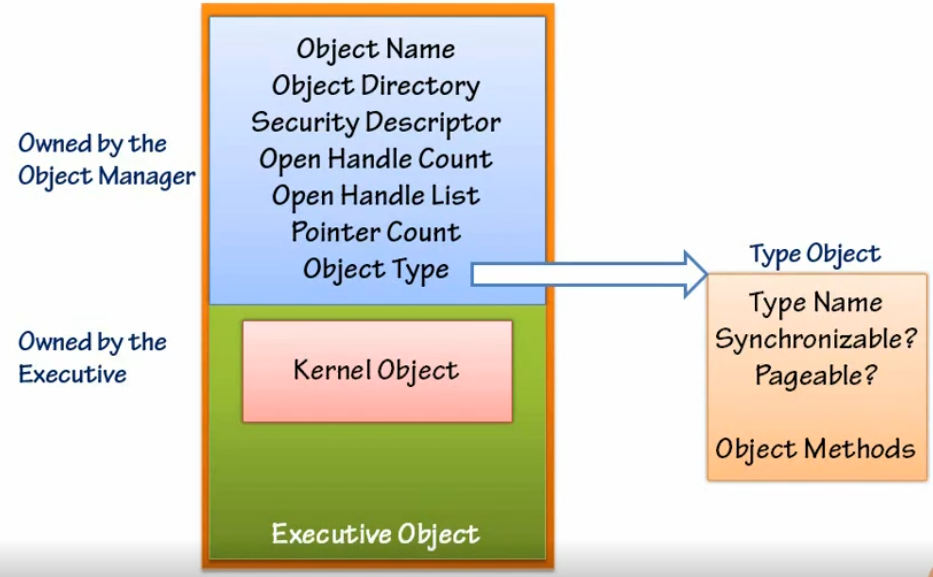 Object Name
Object Directory
Security Descriptor
Owned by the
Object Manager
Open Handle Count
Open Handle List
Pointer Count
Object Type
Type Object
Type Name
Synchronizable?
Pageable?
Object Methods
Owned by the
Executive
Kernel Object
Executive Object